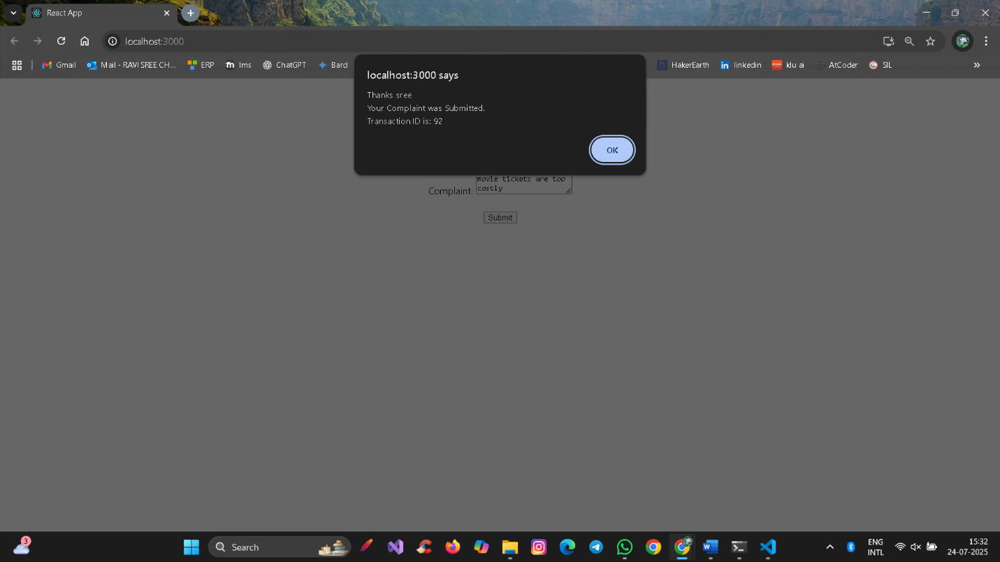 React App
localhost:3000
Gmail
Mail - RAVI SREE CH...
ERP
lms
ChatGPT
Bard
HakerEarth
linkedin
klu ai
AtCoder
SIL
localhost:3000 says
Thanks sree
Your Complaint was Submitted.
Transaction ID is: 92
OK
movie tickets are too
costly
Complaint:
Submit
3
Search
ENG
INTL
15:32
24-07-2025